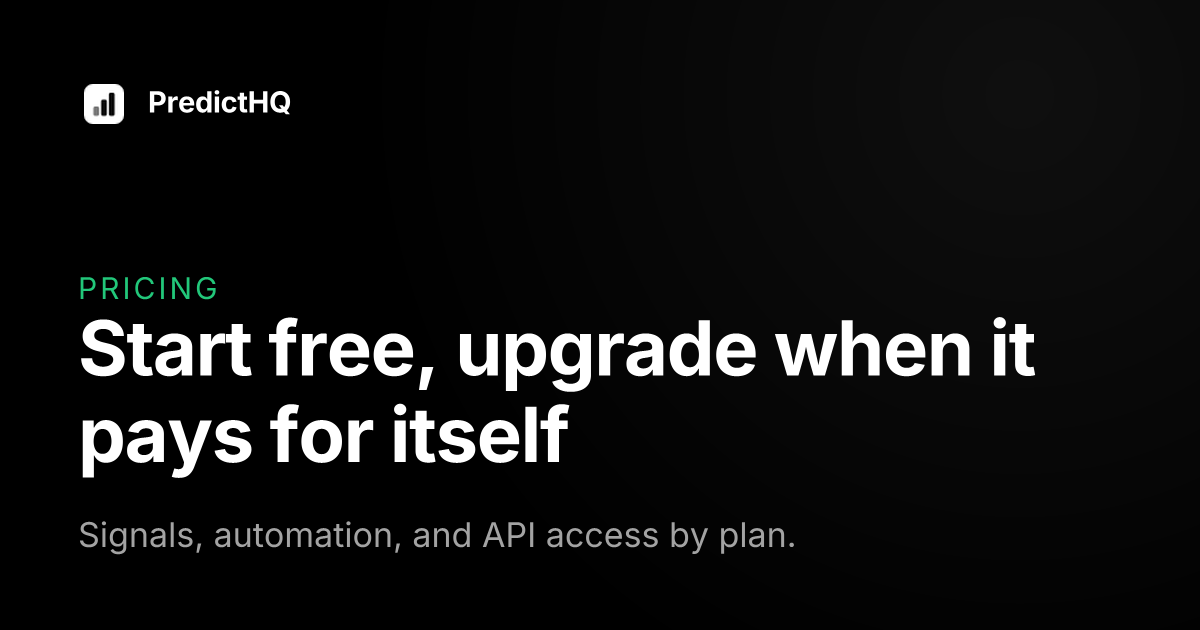 PredictHQ
PRICING
Start free, upgrade when it
pays for itself
Signals, automation, and API access by plan.